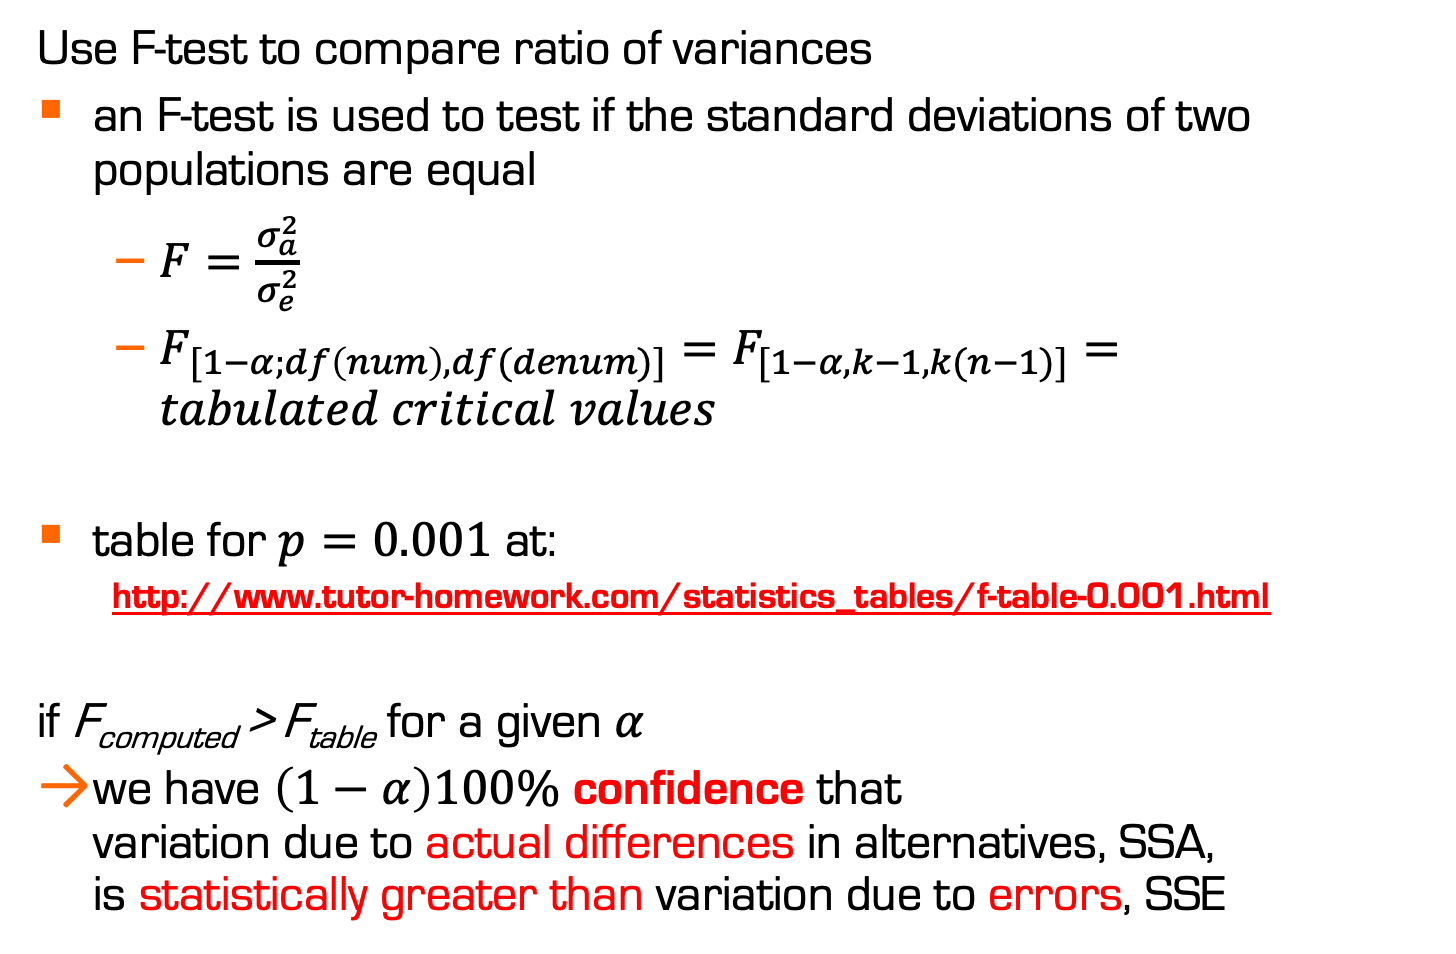 Use F-test to compare ratio of variances
▪ an F-test is used to test if the standard deviations of two
populations are equal
– F = σ_a^2 / σ_e^2
– F_[1−α;df(num),df(denum)] = F_[1−α,k−1,k(n−1)] =
tabulated critical values
▪ table for p = 0.001 at:
http://www.tutor-homework.com/statistics_tables/f-table-0.001.html
if F_computed > F_table for a given α
→ we have (1 − α)100% confidence that
variation due to actual differences in alternatives, SSA,
is statistically greater than variation due to errors, SSE